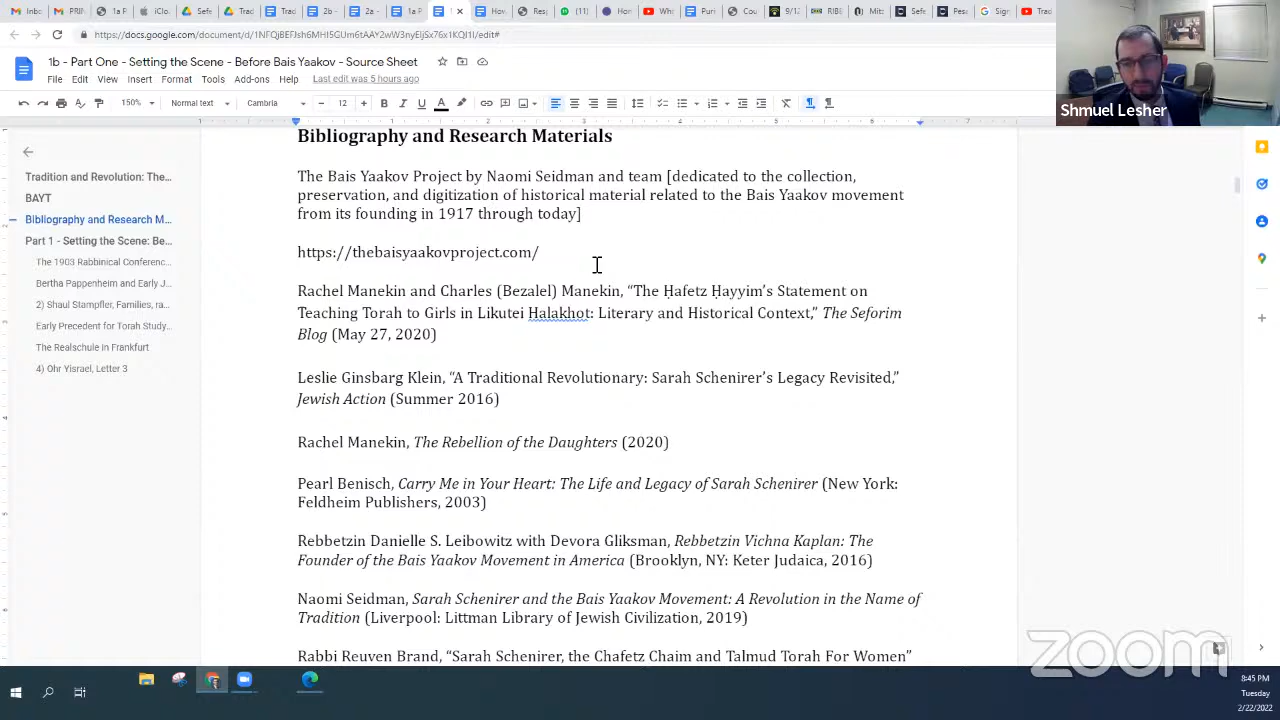 https://docs.google.com/document/d/1NFQJBEFJsh6MHI5GUm6tAAY2wW3nyEIjSx76x1KQJ1I/edit#
1b - Part One - Setting the Scene - Before Bais Yaakov - Source Sheet
File Edit View Insert Format Tools Add-ons Help Last edit was 5 hours ago
150% Normal text Cambria 12
Shmuel Lesher
Tradition and Revolution: The...
BAYT
Bibliography and Research M...
Part 1 - Setting the Scene: Be...
The 1903 Rabbinical Conferenc...
Bertha Pappenheim and Early J...
2) Shaul Stampfler, Families, ra...
Early Precedent for Torah Study...
The Realschule in Frankfurt
4) Ohr Yisrael, Letter 3
Bibliography and Research Materials
The Bais Yaakov Project by Naomi Seidman and team [dedicated to the collection,
preservation, and digitization of historical material related to the Bais Yaakov movement
from its founding in 1917 through today]
https://thebaisyaakovproject.com/
Rachel Manekin and Charles (Bezalel) Manekin, “The Ḥafetz Ḥayyim’s Statement on
Teaching Torah to Girls in Likutei Halakhot: Literary and Historical Context,” The Seforim
Blog (May 27, 2020)
Leslie Ginsbarg Klein, “A Traditional Revolutionary: Sarah Schenirer’s Legacy Revisited,”
Jewish Action (Summer 2016)
Rachel Manekin, The Rebellion of the Daughters (2020)
Pearl Benisch, Carry Me in Your Heart: The Life and Legacy of Sarah Schenirer (New York:
Feldheim Publishers, 2003)
Rebbetzin Danielle S. Leibowitz with Devora Gliksman, Rebbetzin Vichna Kaplan: The
Founder of the Bais Yaakov Movement in America (Brooklyn, NY: Keter Judaica, 2016)
Naomi Seidman, Sarah Schenirer and the Bais Yaakov Movement: A Revolution in the Name of
Tradition (Liverpool: Littman Library of Jewish Civilization, 2019)
Rabbi Reuven Brand, “Sarah Schenirer, the Chafetz Chaim and Talmud Torah For Women”
zoom
8:45 PM
Tuesday
2/22/2022